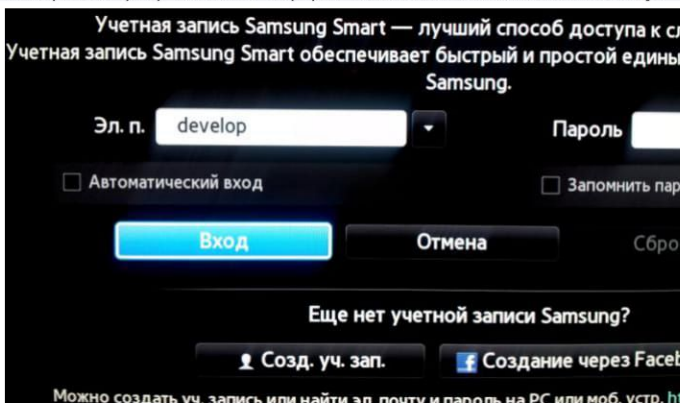 Учетная запись Samsung Smart — лучший способ доступа к сл
Учетная запись Samsung Smart обеспечивает быстрый и простой едины
Samsung.
Эл. п. develop Пароль
Автоматический вход Запомнить пар
Вход Отмена Сбро
Еще нет учетной записи Samsung?
Созд. уч. зап. Создание через Faceb
Можно создать уч. запись или найти эл. почту и пароль на PC или моб. устр. ht